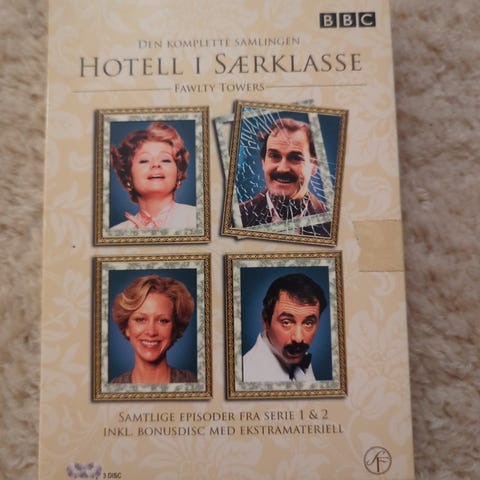 BBC
DEN KOMPLETTE SAMLINGEN
HOTELL I SÆRKLASSE
FAWLTY TOWERS
SAMTLIGE EPISODER FRA SERIE 1 & 2
INKL. BONUSDISC MED EKSTRAMATERIELL
3 DISC
SF